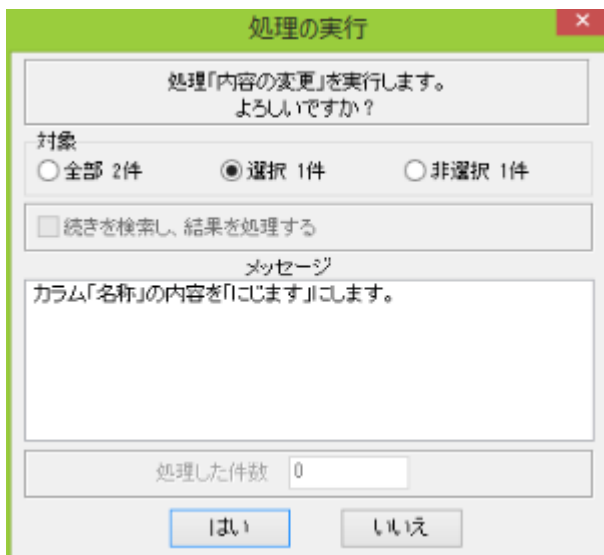 処理の実行
処理「内容の変更」を実行します。
よろしいですか？
対象
全部 2件 選択 1件 非選択 1件
続きを検索し、結果を処理する
メッセージ
カラム「名称」の内容を「にじます」にします。
処理した件数 0
はい いいえ